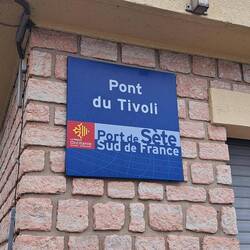 Pont
du Tivoli
Port de Sète
Sud de France